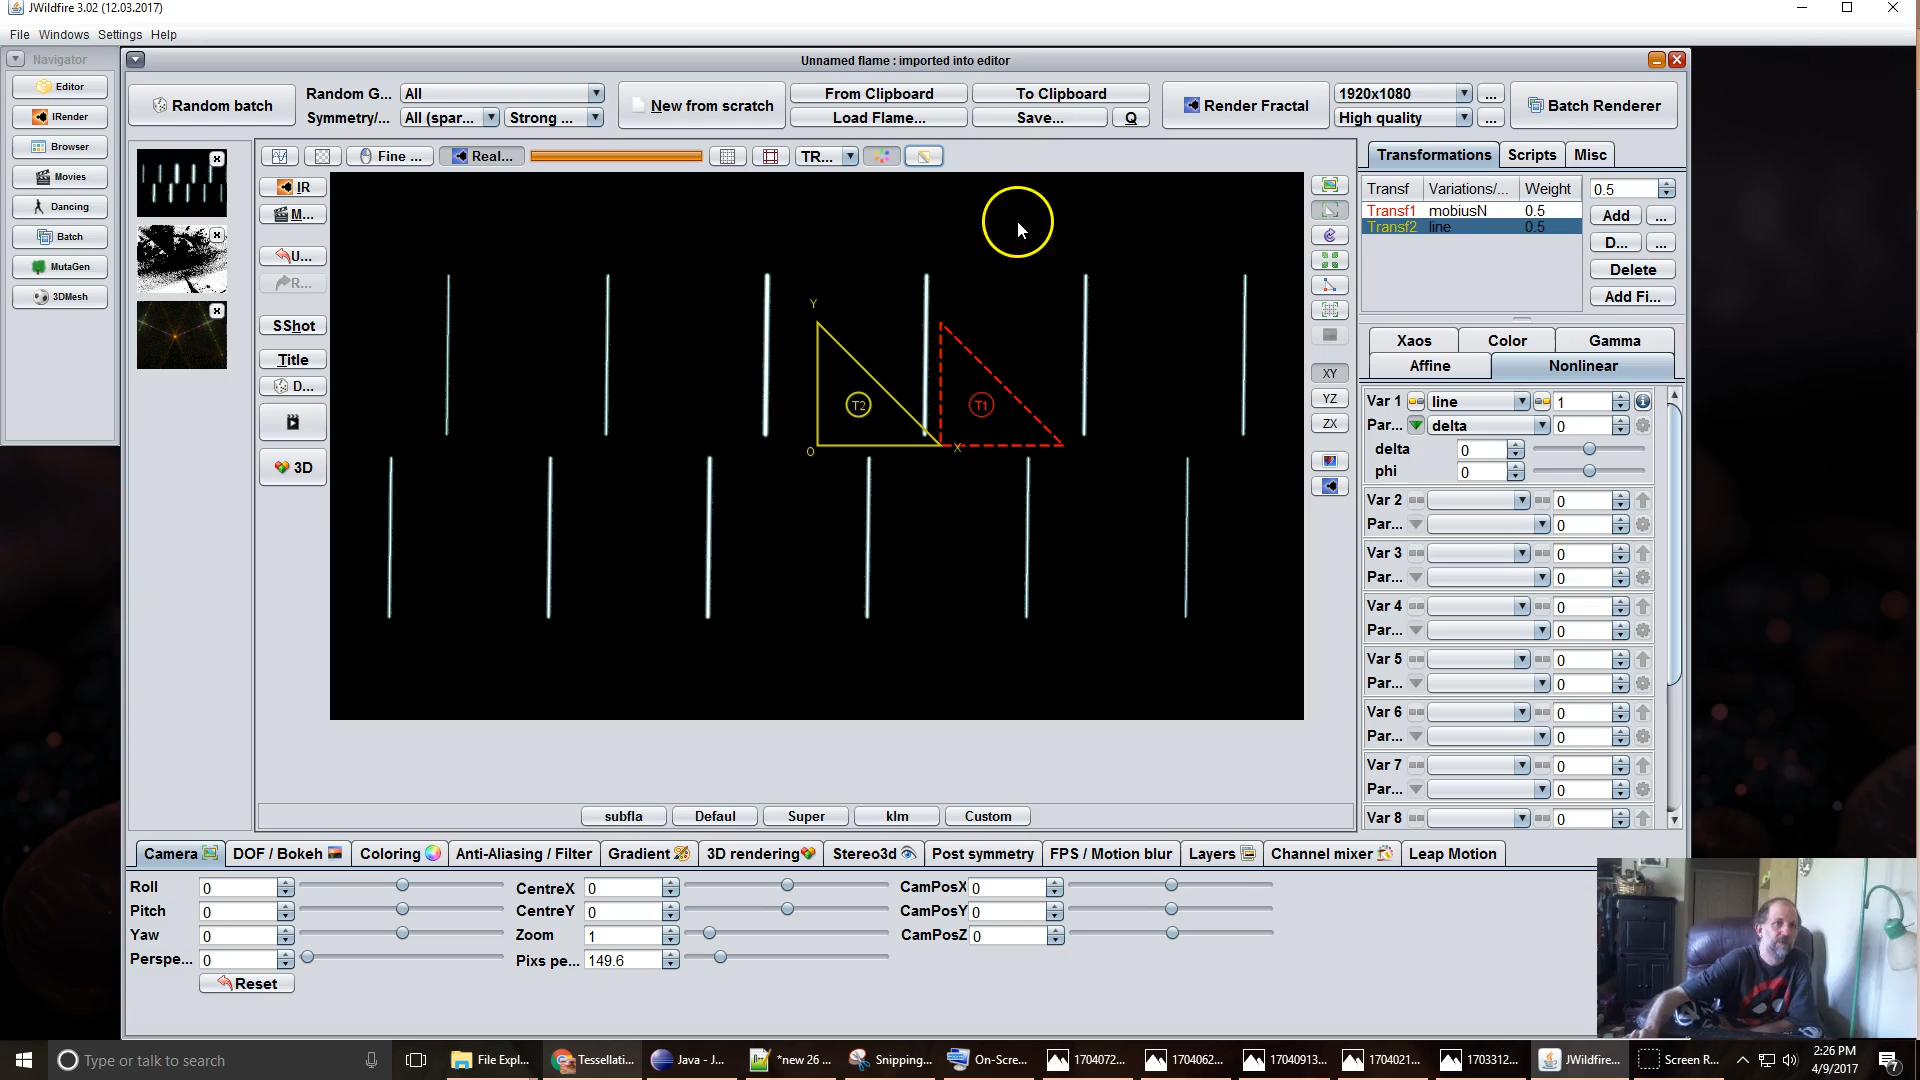 JWildfire 3.02 (12.03.2017)
File Windows Settings Help
Navigator
Editor
IRender
Browser
Movies
Dancing
Batch
MutaGen
3DMesh
Unnamed flame : imported into editor
Random batch
Random G... All
Symmetry/... All (spar... Strong ...
New from scratch
From Clipboard
Load Flame...
To Clipboard
Save...
Q
Render Fractal
1920x1080 ...
High quality ...
Batch Renderer
Fine ...
Real...
TR...
IR
M...
U...
R...
SShot
Title
D...
3D
Y
T2
O
X
T1
XY
YZ
ZX
subfla
Defaul
Super
klm
Custom
Transformations Scripts Misc
Transf Variations/... Weight
Transf1 mobiusN 0.5
Transf2 line 0.5
0.5
Add ...
D... ...
Delete
Add Fi...
Xaos Color Gamma
Affine Nonlinear
Var 1 line 1
Par... delta 0
delta 0
phi 0
Var 2 0
Par... 0
Var 3 0
Par... 0
Var 4 0
Par... 0
Var 5 0
Par... 0
Var 6 0
Par... 0
Var 7 0
Par... 0
Var 8 0
Camera DOF / Bokeh Coloring Anti-Aliasing / Filter Gradient 3D rendering Stereo3d Post symmetry FPS / Motion blur Layers Channel mixer Leap Motion
Roll 0 CentreX 0 CamPosX 0
Pitch 0 CentreY 0 CamPosY 0
Yaw 0 Zoom 1 CamPosZ 0
Perspe... 0 Pixs pe... 149.6
Reset
Type or talk to search
File Expl...
Tessellati...
Java - J...
*new 26 ...
Snipping...
On-Scre...
1704072...
1704062...
17040913...
1704021...
1703312...
JWildfire...
Screen R...
2:26 PM
4/9/2017
7